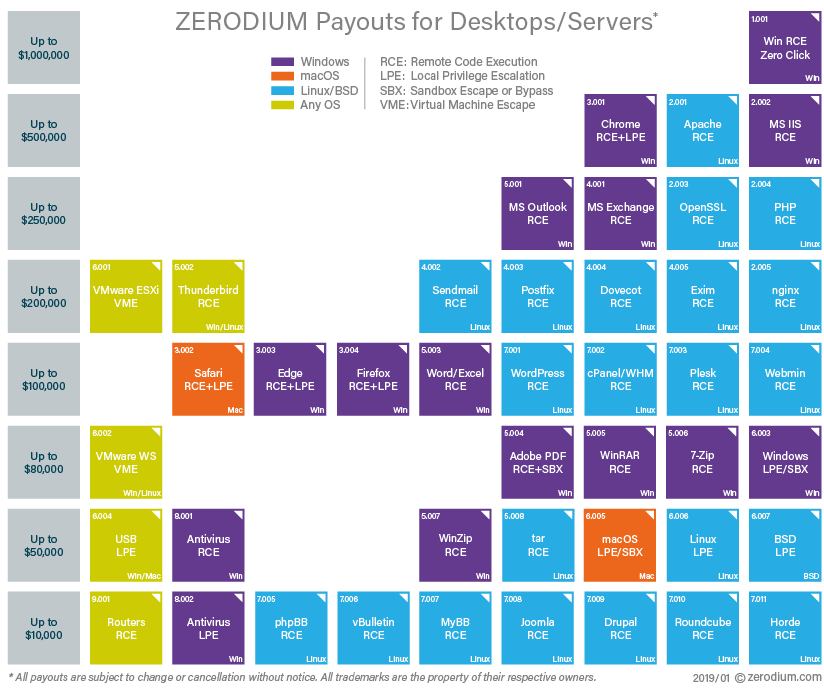 ZERODIUM Payouts for Desktops/Servers*
Windows
macOS
Linux/BSD
Any OS
RCE: Remote Code Execution
LPE: Local Privilege Escalation
SBX: Sandbox Escape or Bypass
VME: Virtual Machine Escape
Up to
$1,000,000
1.001
Win RCE
Zero Click
Win
Up to
$500,000
3.001
Chrome
RCE+LPE
Win
2.001
Apache
RCE
Linux
2.002
MS IIS
RCE
Win
Up to
$250,000
5.001
MS Outlook
RCE
Win
4.001
MS Exchange
RCE
Win
2.003
OpenSSL
RCE
Linux
2.004
PHP
RCE
Linux
Up to
$200,000
6.001
VMware ESXi
VME
5.002
Thunderbird
RCE
Win/Linux
4.002
Sendmail
RCE
Linux
4.003
Postfix
RCE
Linux
4.004
Dovecot
RCE
Linux
4.005
Exim
RCE
Linux
2.005
nginx
RCE
Linux
Up to
$100,000
3.002
Safari
RCE+LPE
Mac
3.003
Edge
RCE+LPE
Win
3.004
Firefox
RCE+LPE
Win
5.003
Word/Excel
RCE
Win
7.001
WordPress
RCE
Linux
7.002
cPanel/WHM
RCE
Linux
7.003
Plesk
RCE
Linux
7.004
Webmin
RCE
Linux
Up to
$80,000
6.002
VMware WS
VME
Win/Linux
5.004
Adobe PDF
RCE+SBX
Win
5.005
WinRAR
RCE
Win
5.006
7-Zip
RCE
Win
6.003
Windows
LPE/SBX
Win
Up to
$50,000
6.004
USB
LPE
Win/Mac
8.001
Antivirus
RCE
Win
5.007
WinZip
RCE
Win
5.008
tar
RCE
Linux
6.005
macOS
LPE/SBX
Mac
6.006
Linux
LPE
Linux
6.007
BSD
LPE
BSD
Up to
$10,000
9.001
Routers
RCE
8.002
Antivirus
LPE
Win
7.005
phpBB
RCE
Linux
7.006
vBulletin
RCE
Linux
7.007
MyBB
RCE
Linux
7.008
Joomla
RCE
Linux
7.009
Drupal
RCE
Linux
7.010
Roundcube
RCE
Linux
7.011
Horde
RCE
Linux
* All payouts are subject to change or cancellation without notice. All trademarks are the property of their respective owners.
2019/01 © zerodium.com